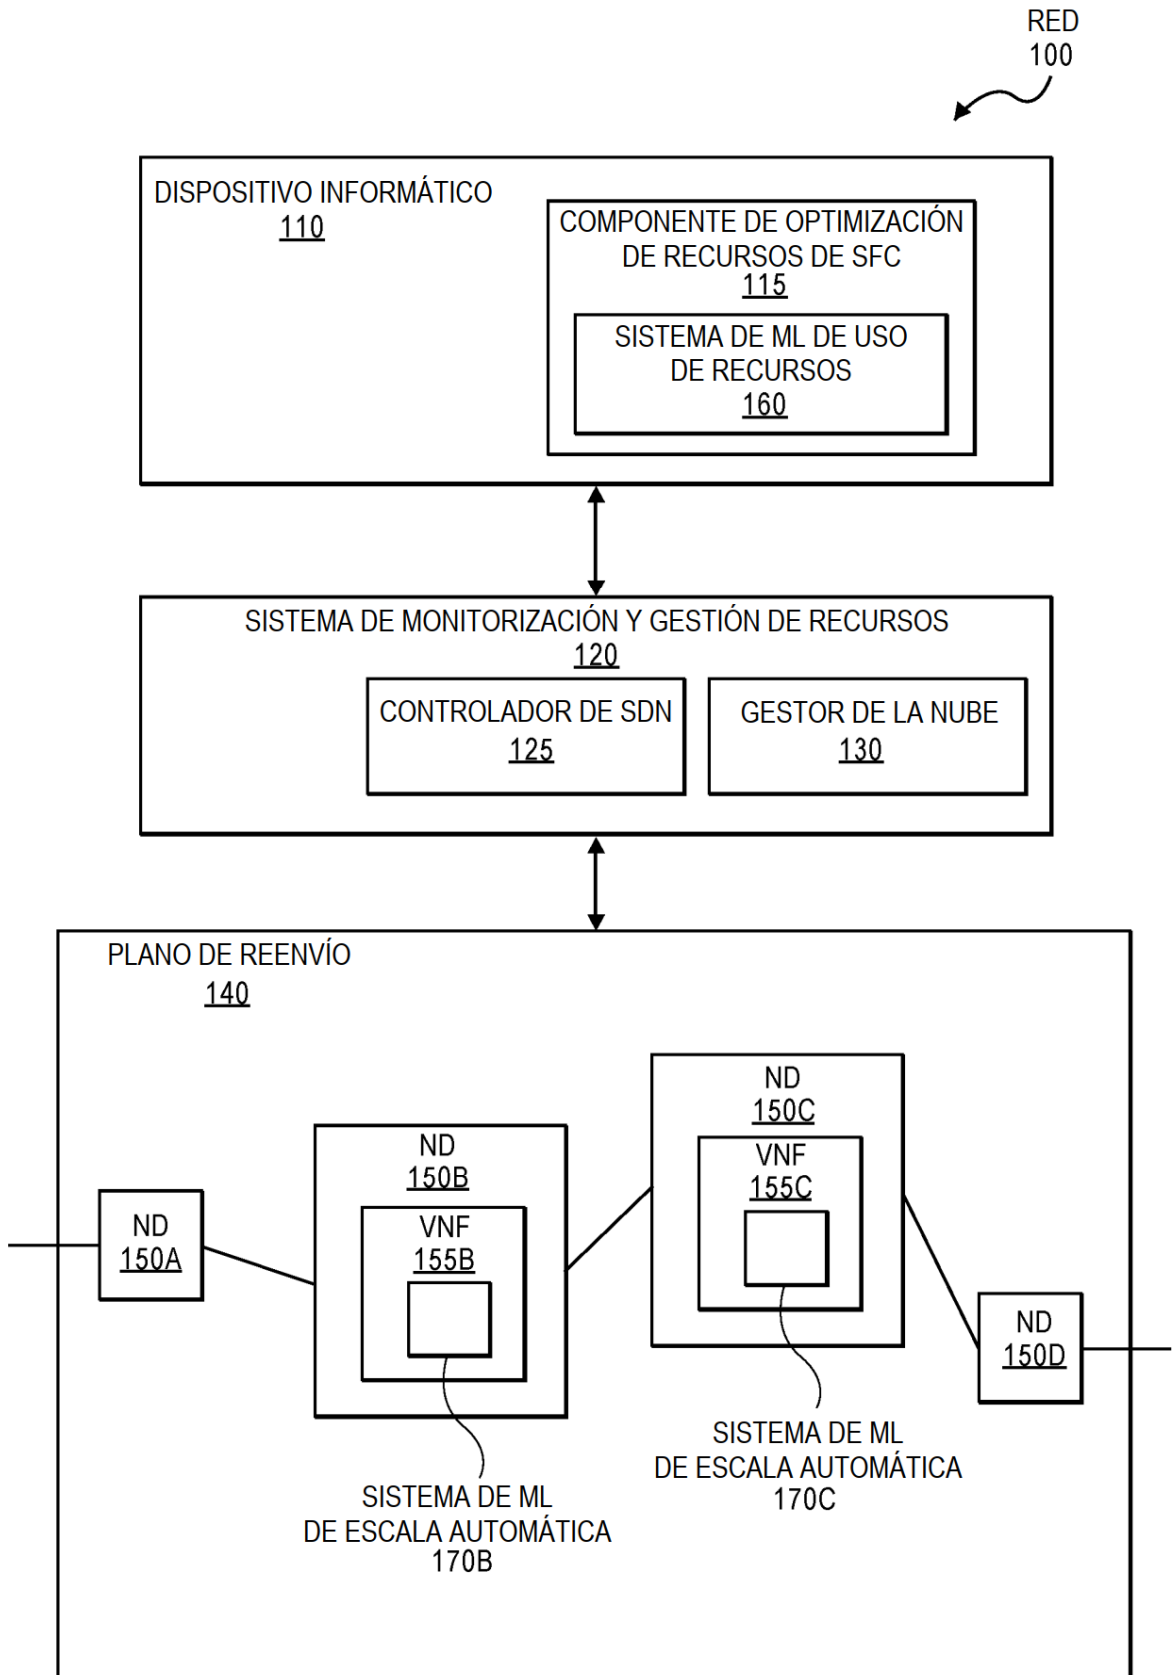 RED
100
DISPOSITIVO INFORMÁTICO
110
COMPONENTE DE OPTIMIZACIÓN
DE RECURSOS DE SFC
115
SISTEMA DE ML DE USO
DE RECURSOS
160
SISTEMA DE MONITORIZACIÓN Y GESTIÓN DE RECURSOS
120
CONTROLADOR DE SDN
125
GESTOR DE LA NUBE
130
PLANO DE REENVÍO
140
ND
150A
ND
150B
VNF
155B
ND
150C
VNF
155C
ND
150D
SISTEMA DE ML
DE ESCALA AUTOMÁTICA
170B
SISTEMA DE ML
DE ESCALA AUTOMÁTICA
170C